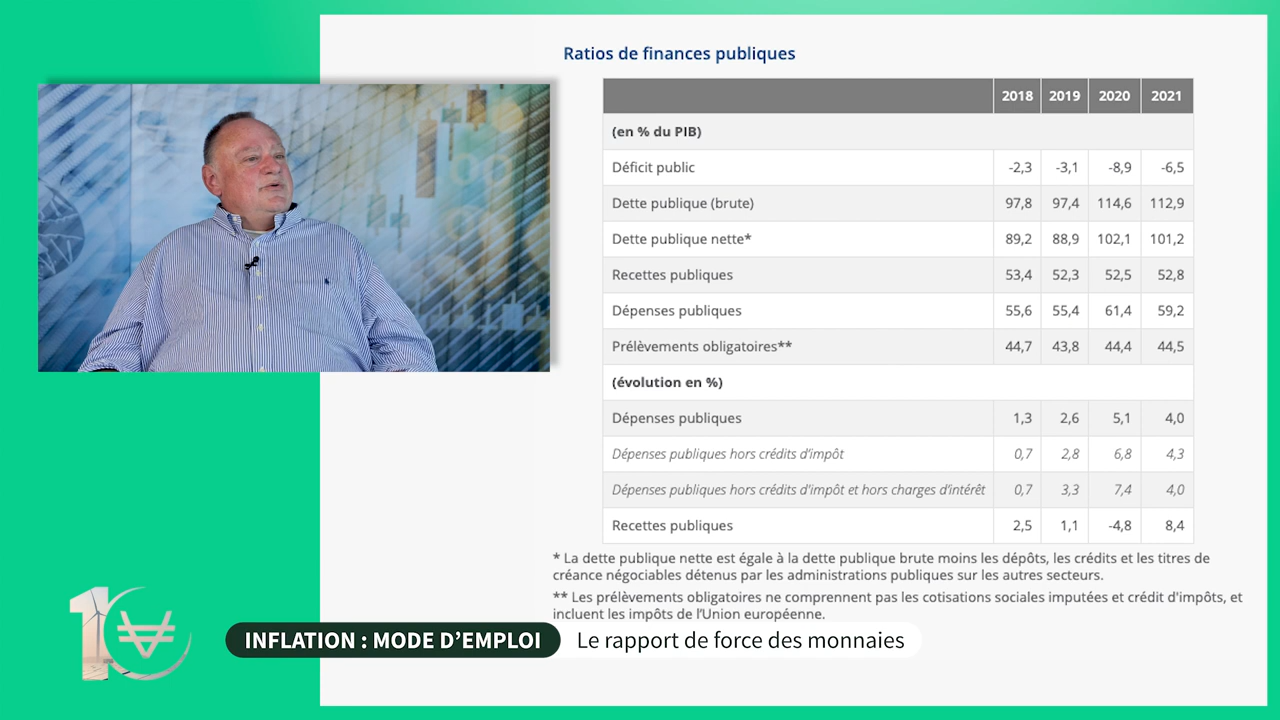 Ratios de finances publiques
2018 2019 2020 2021
(en % du PIB)
Déficit public -2,3 -3,1 -8,9 -6,5
Dette publique (brute) 97,8 97,4 114,6 112,9
Dette publique nette* 89,2 88,9 102,1 101,2
Recettes publiques 53,4 52,3 52,5 52,8
Dépenses publiques 55,6 55,4 61,4 59,2
Prélèvements obligatoires** 44,7 43,8 44,4 44,5
(évolution en %)
Dépenses publiques 1,3 2,6 5,1 4,0
Dépenses publiques hors crédits d'impôt 0,7 2,8 6,8 4,3
Dépenses publiques hors crédits d'impôt et hors charges d'intérêt 0,7 3,3 7,4 4,0
Recettes publiques 2,5 1,1 -4,8 8,4
* La dette publique nette est égale à la dette publique brute moins les dépôts, les crédits et les titres de
créance négociables détenus par les administrations publiques sur les autres secteurs.
** Les prélèvements obligatoires ne comprennent pas les cotisations sociales imputées et crédit d'impôts, et
incluent les impôts de l'Union européenne.
INFLATION : MODE D'EMPLOI Le rapport de force des monnaies